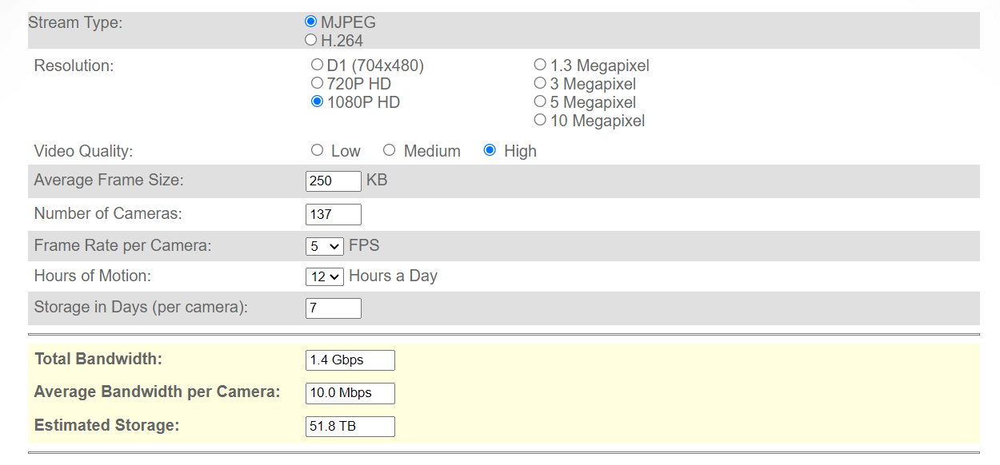 Stream Type: MJPEG
H.264
Resolution: D1 (704x480) 1.3 Megapixel
720P HD 3 Megapixel
1080P HD 5 Megapixel
10 Megapixel
Video Quality: Low Medium High
Average Frame Size: 250 KB
Number of Cameras: 137
Frame Rate per Camera: 5 FPS
Hours of Motion: 12 Hours a Day
Storage in Days (per camera): 7
Total Bandwidth: 1.4 Gbps
Average Bandwidth per Camera: 10.0 Mbps
Estimated Storage: 51.8 TB